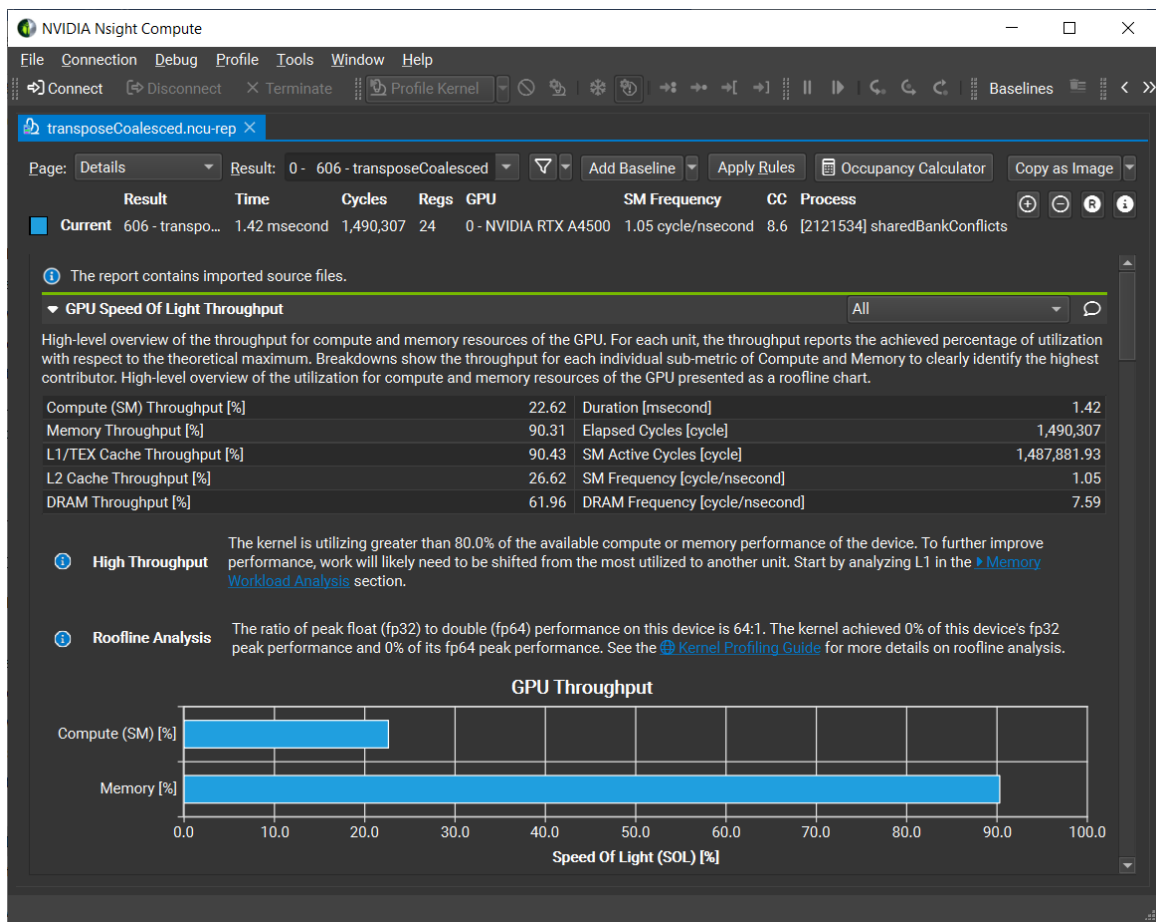 NVIDIA Nsight Compute
File Connection Debug Profile Tools Window Help
Connect Disconnect Terminate Profile Kernel Baselines
transposeCoalesced.ncu-rep
Page: Details Result: 0 - 606 - transposeCoalesced Add Baseline Apply Rules Occupancy Calculator Copy as Image
Result Time Cycles Regs GPU SM Frequency CC Process
Current 606 - transpo... 1.42 msecond 1,490,307 24 0 - NVIDIA RTX A4500 1.05 cycle/nsecond 8.6 [2121534] sharedBankConflicts
The report contains imported source files.
GPU Speed Of Light Throughput All
High-level overview of the throughput for compute and memory resources of the GPU. For each unit, the throughput reports the achieved percentage of utilization
with respect to the theoretical maximum. Breakdowns show the throughput for each individual sub-metric of Compute and Memory to clearly identify the highest
contributor. High-level overview of the utilization for compute and memory resources of the GPU presented as a roofline chart.
Compute (SM) Throughput [%] 22.62 Duration [msecond] 1.42
Memory Throughput [%] 90.31 Elapsed Cycles [cycle] 1,490,307
L1/TEX Cache Throughput [%] 90.43 SM Active Cycles [cycle] 1,487,881.93
L2 Cache Throughput [%] 26.62 SM Frequency [cycle/nsecond] 1.05
DRAM Throughput [%] 61.96 DRAM Frequency [cycle/nsecond] 7.59
The kernel is utilizing greater than 80.0% of the available compute or memory performance of the device. To further improve
High Throughput performance, work will likely need to be shifted from the most utilized to another unit. Start by analyzing L1 in the Memory
Workload Analysis section.
The ratio of peak float (fp32) to double (fp64) performance on this device is 64:1. The kernel achieved 0% of this device's fp32
Roofline Analysis peak performance and 0% of its fp64 peak performance. See the Kernel Profiling Guide for more details on roofline analysis.
GPU Throughput
Compute (SM) [%]
Memory [%]
0.0 10.0 20.0 30.0 40.0 50.0 60.0 70.0 80.0 90.0 100.0
Speed Of Light (SOL) [%]